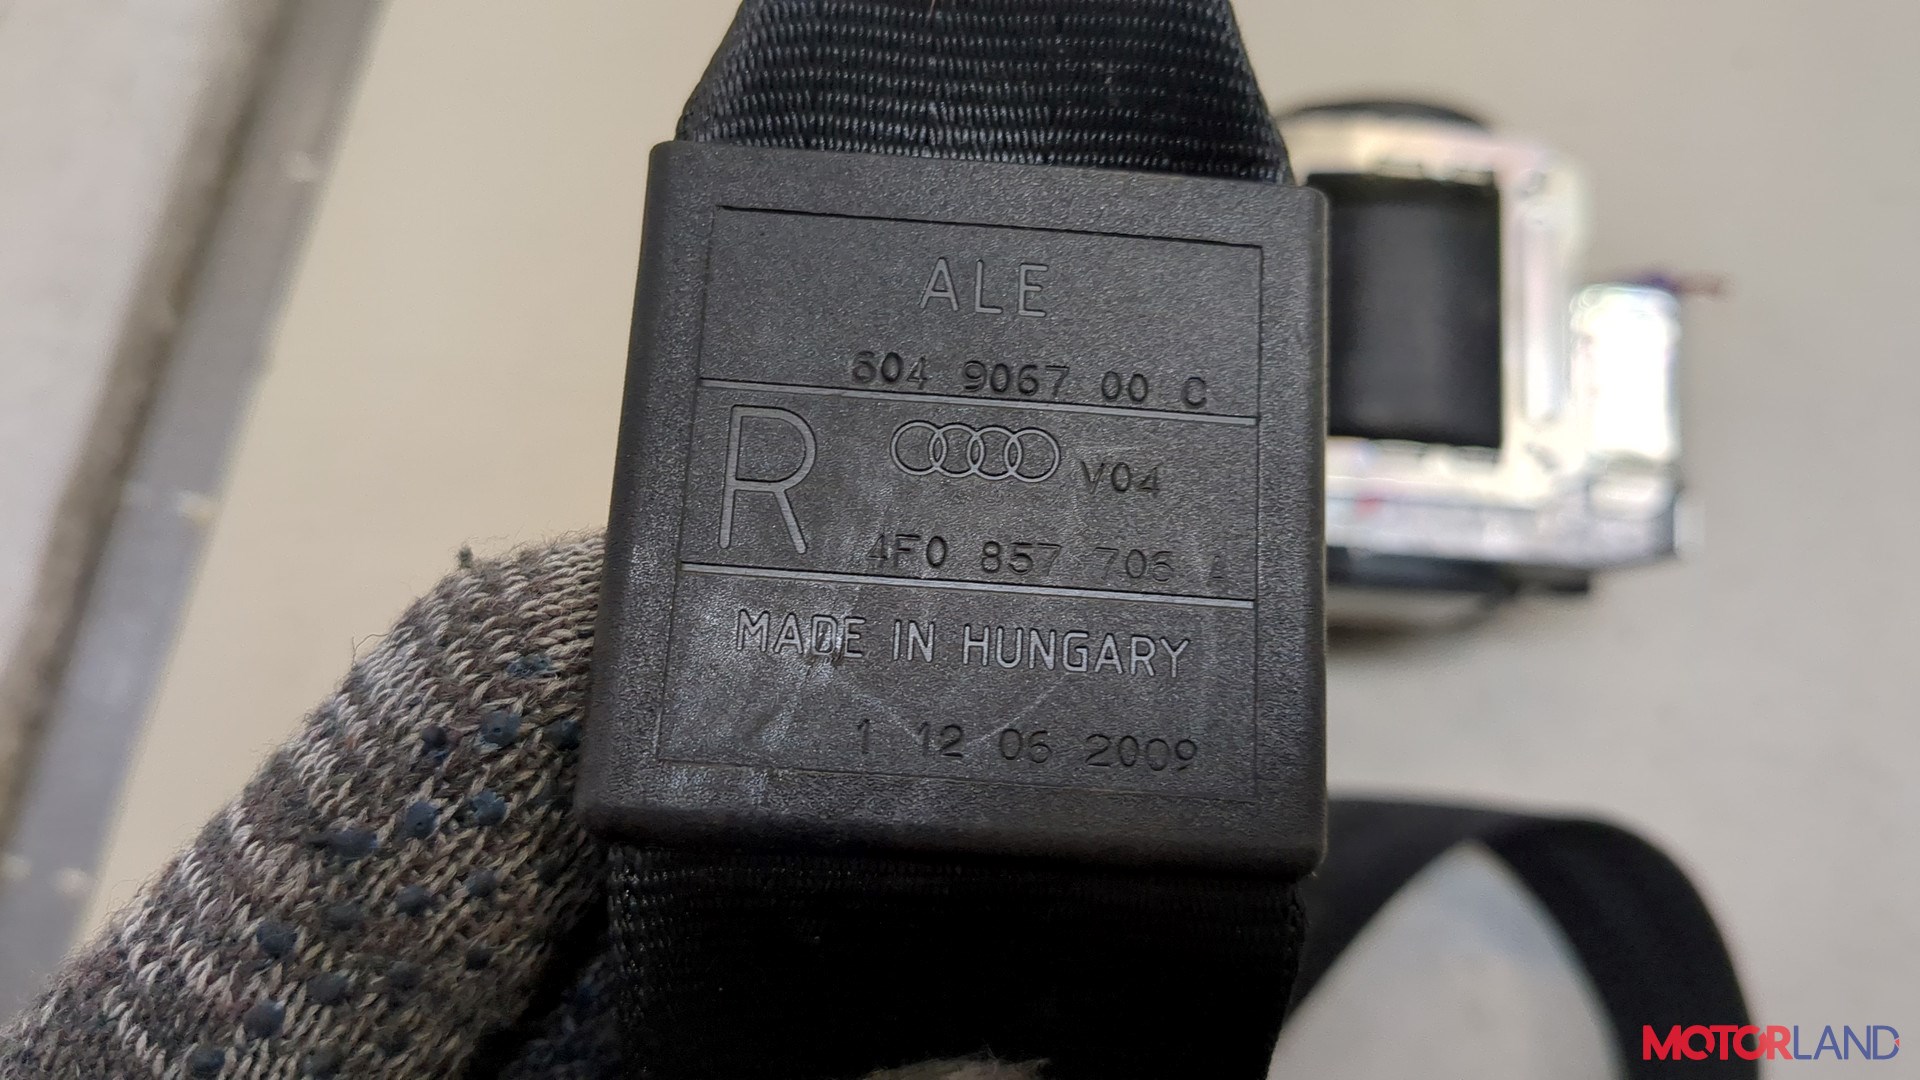 ALE
604 9067 00 C
R
V04
4F0 857 706 A
MADE IN HUNGARY
1 12 06 2009
MOTORLAND